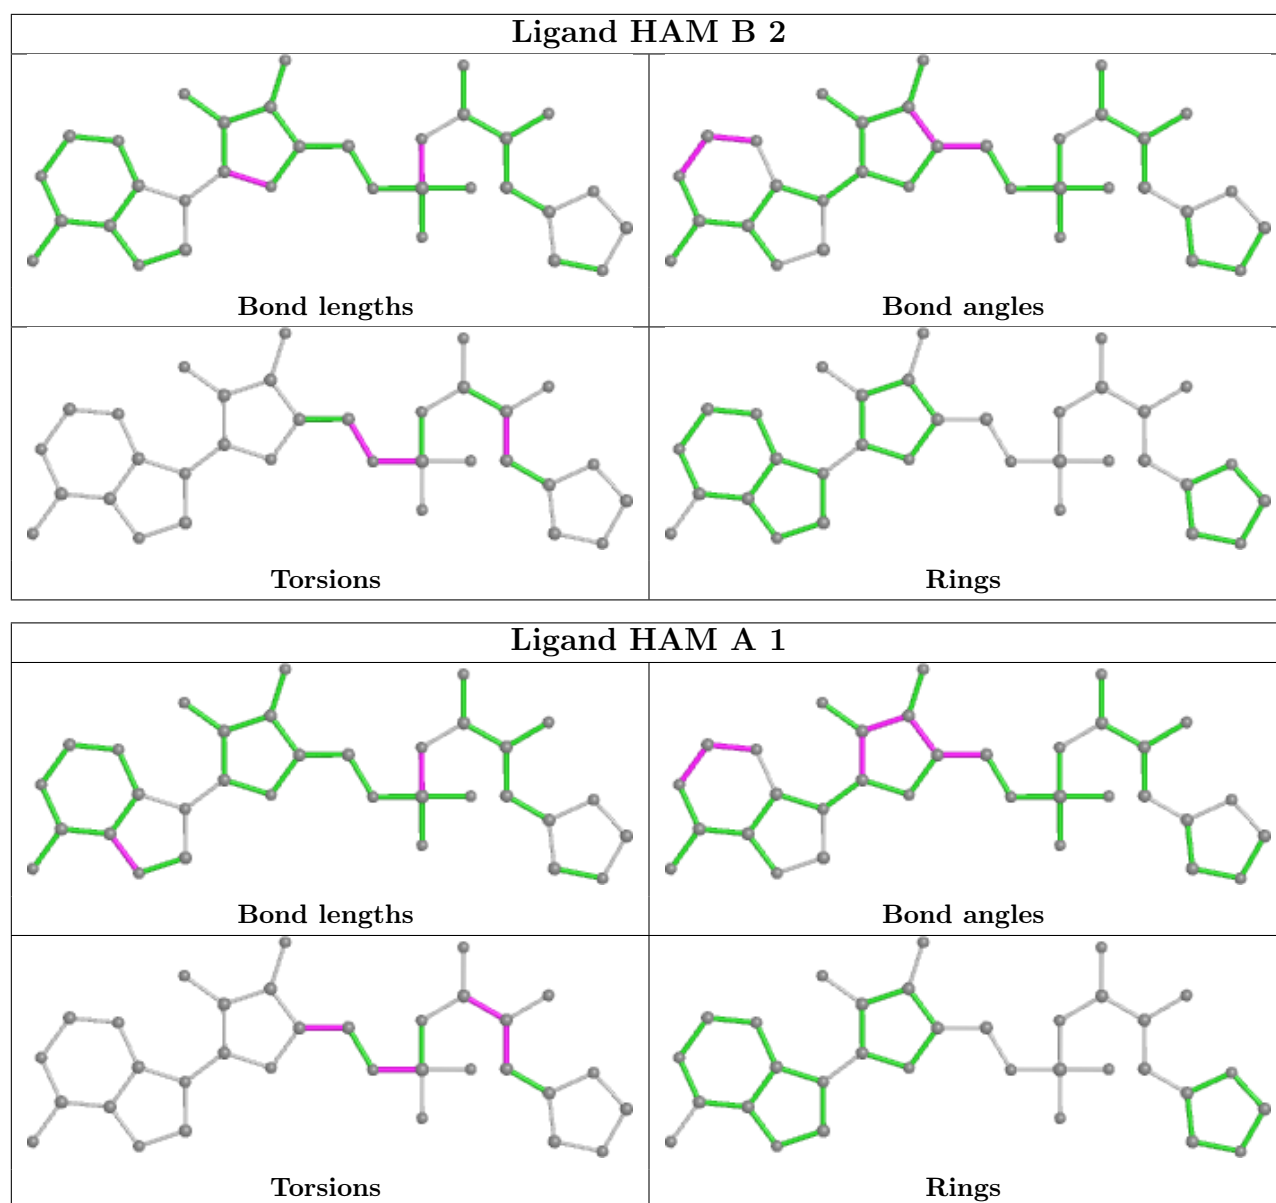 Ligand HAM B 2
Bond lengths
Bond angles
Torsions
Rings
Ligand HAM A 1
Bond lengths
Bond angles
Torsions
Rings